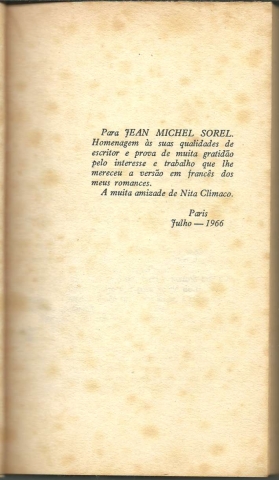 Para JEAN MICHEL SOREL.
Homenagem às suas qualidades de
escritor e prova de muita gratidão
pelo interesse e trabalho que lhe
mereceu a versão em francês dos
meus romances.
A muita amizade de Nita Clímaco.
Paris
Julho — 1966